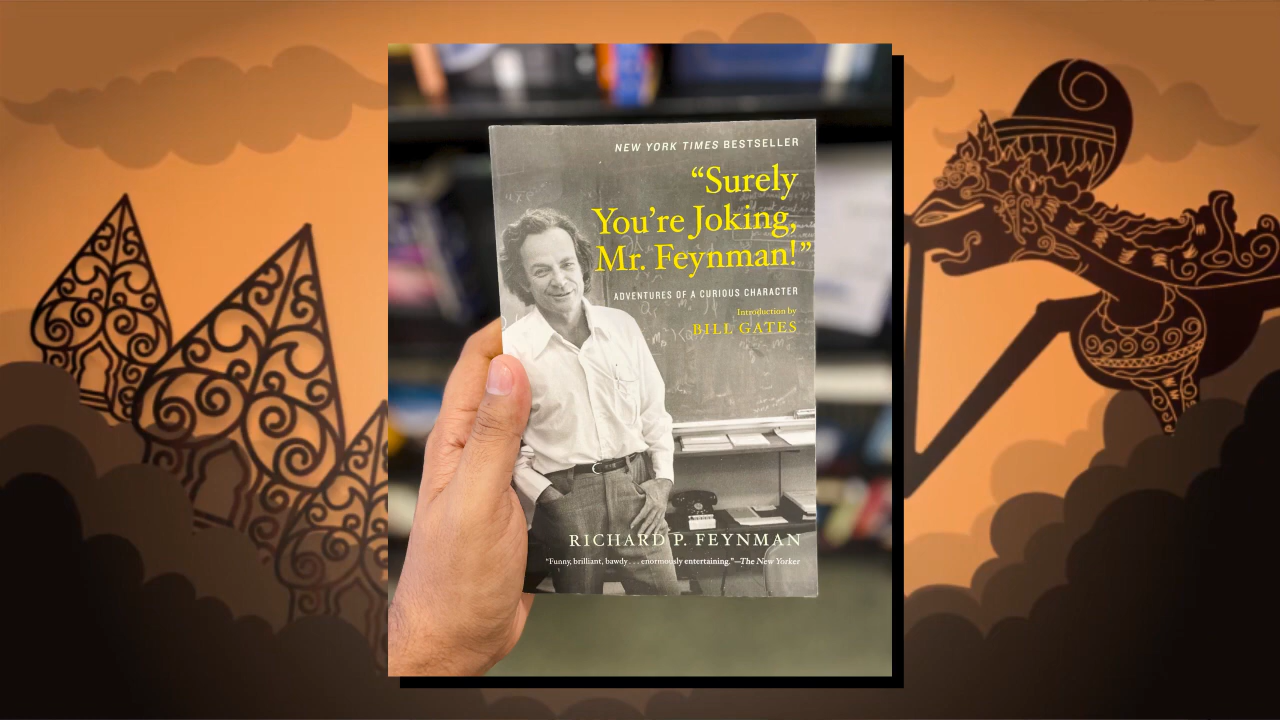 NEW YORK TIMES BESTSELLER
“Surely
You’re Joking,
Mr. Feynman!”
ADVENTURES OF A CURIOUS CHARACTER
Introduction by
BILL GATES
RICHARD P. FEYNMAN
“Funny, brilliant, bawdy . . . enormously entertaining.”—The New Yorker